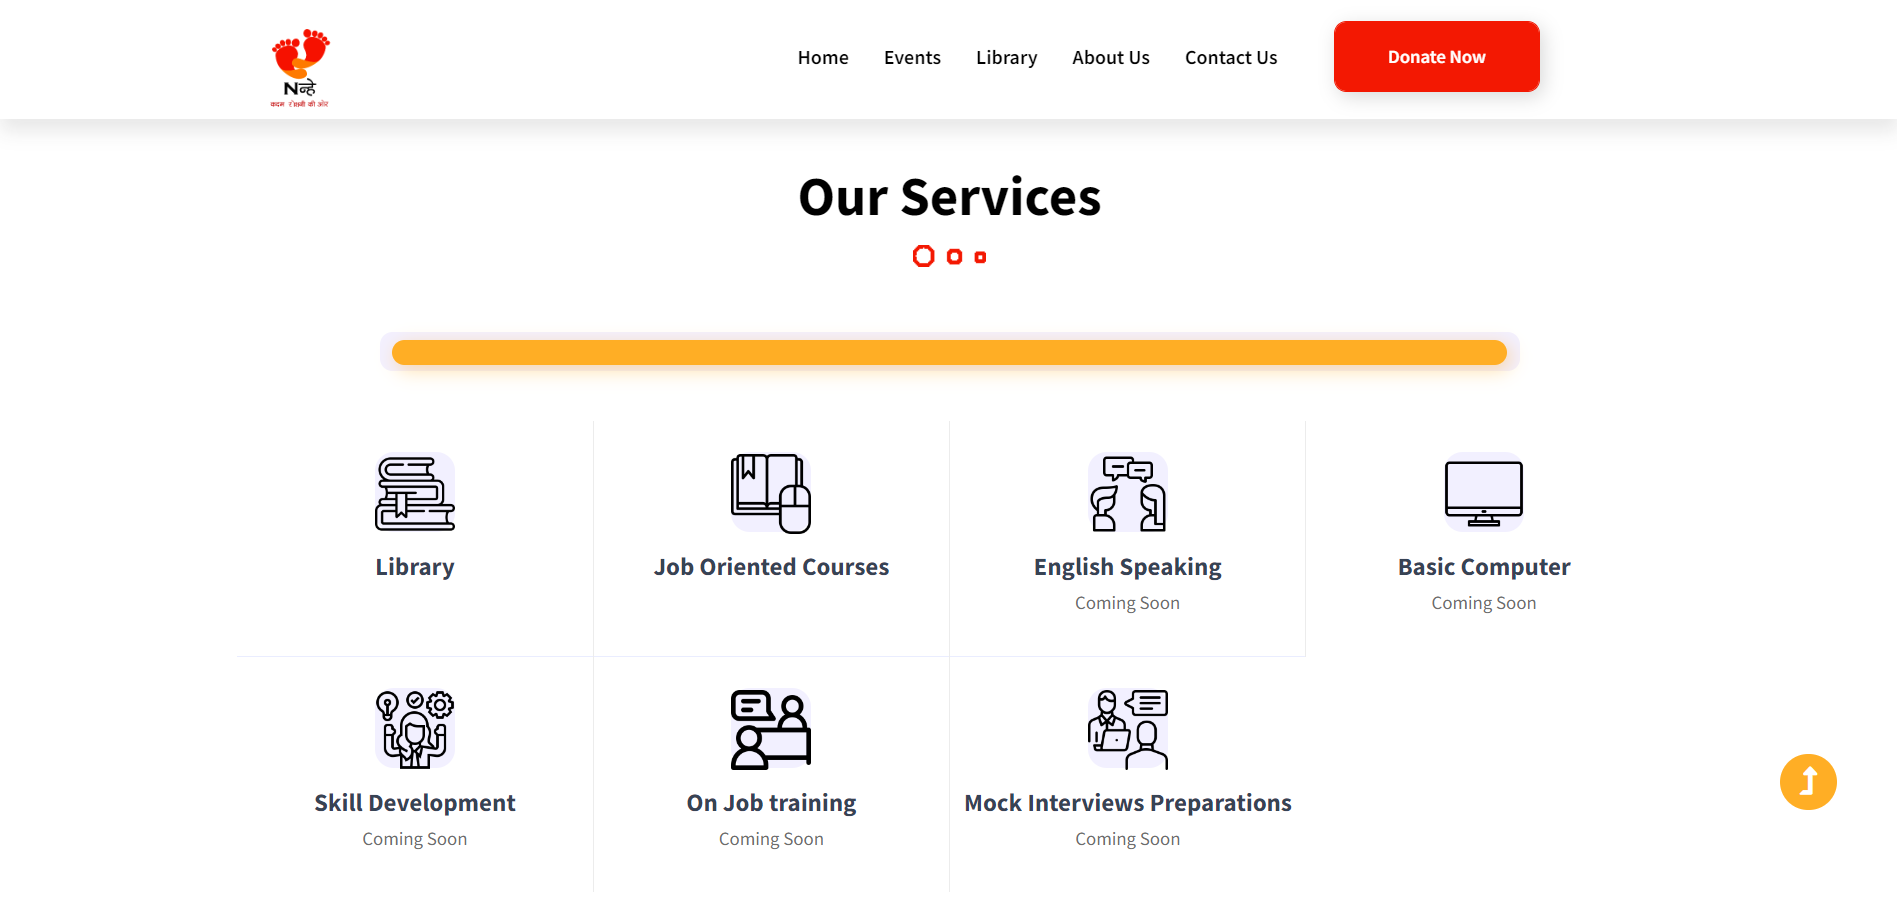 Nन्हे
कदम रोशनी की ओर
Home Events Library About Us Contact Us Donate Now
Our Services
Library Job Oriented Courses English Speaking Basic Computer
Coming Soon Coming Soon
Skill Development On Job training Mock Interviews Preparations
Coming Soon Coming Soon Coming Soon